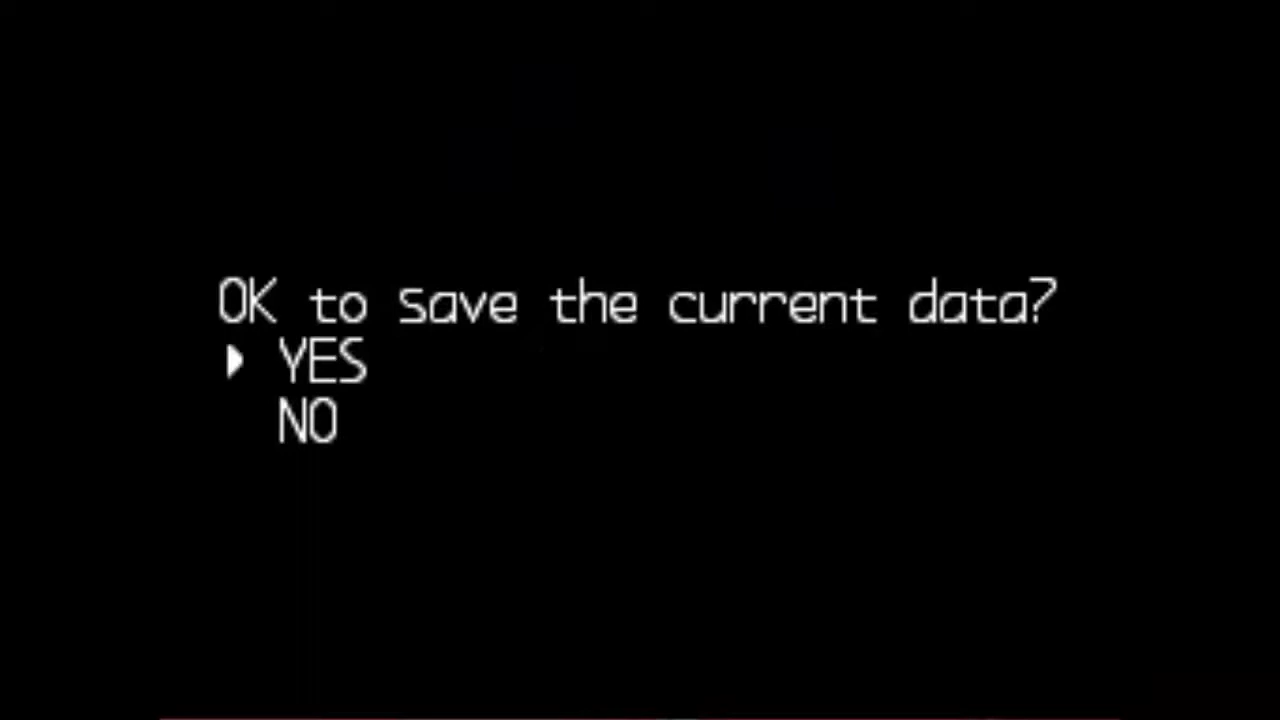 OK to save the current data?
YES
NO